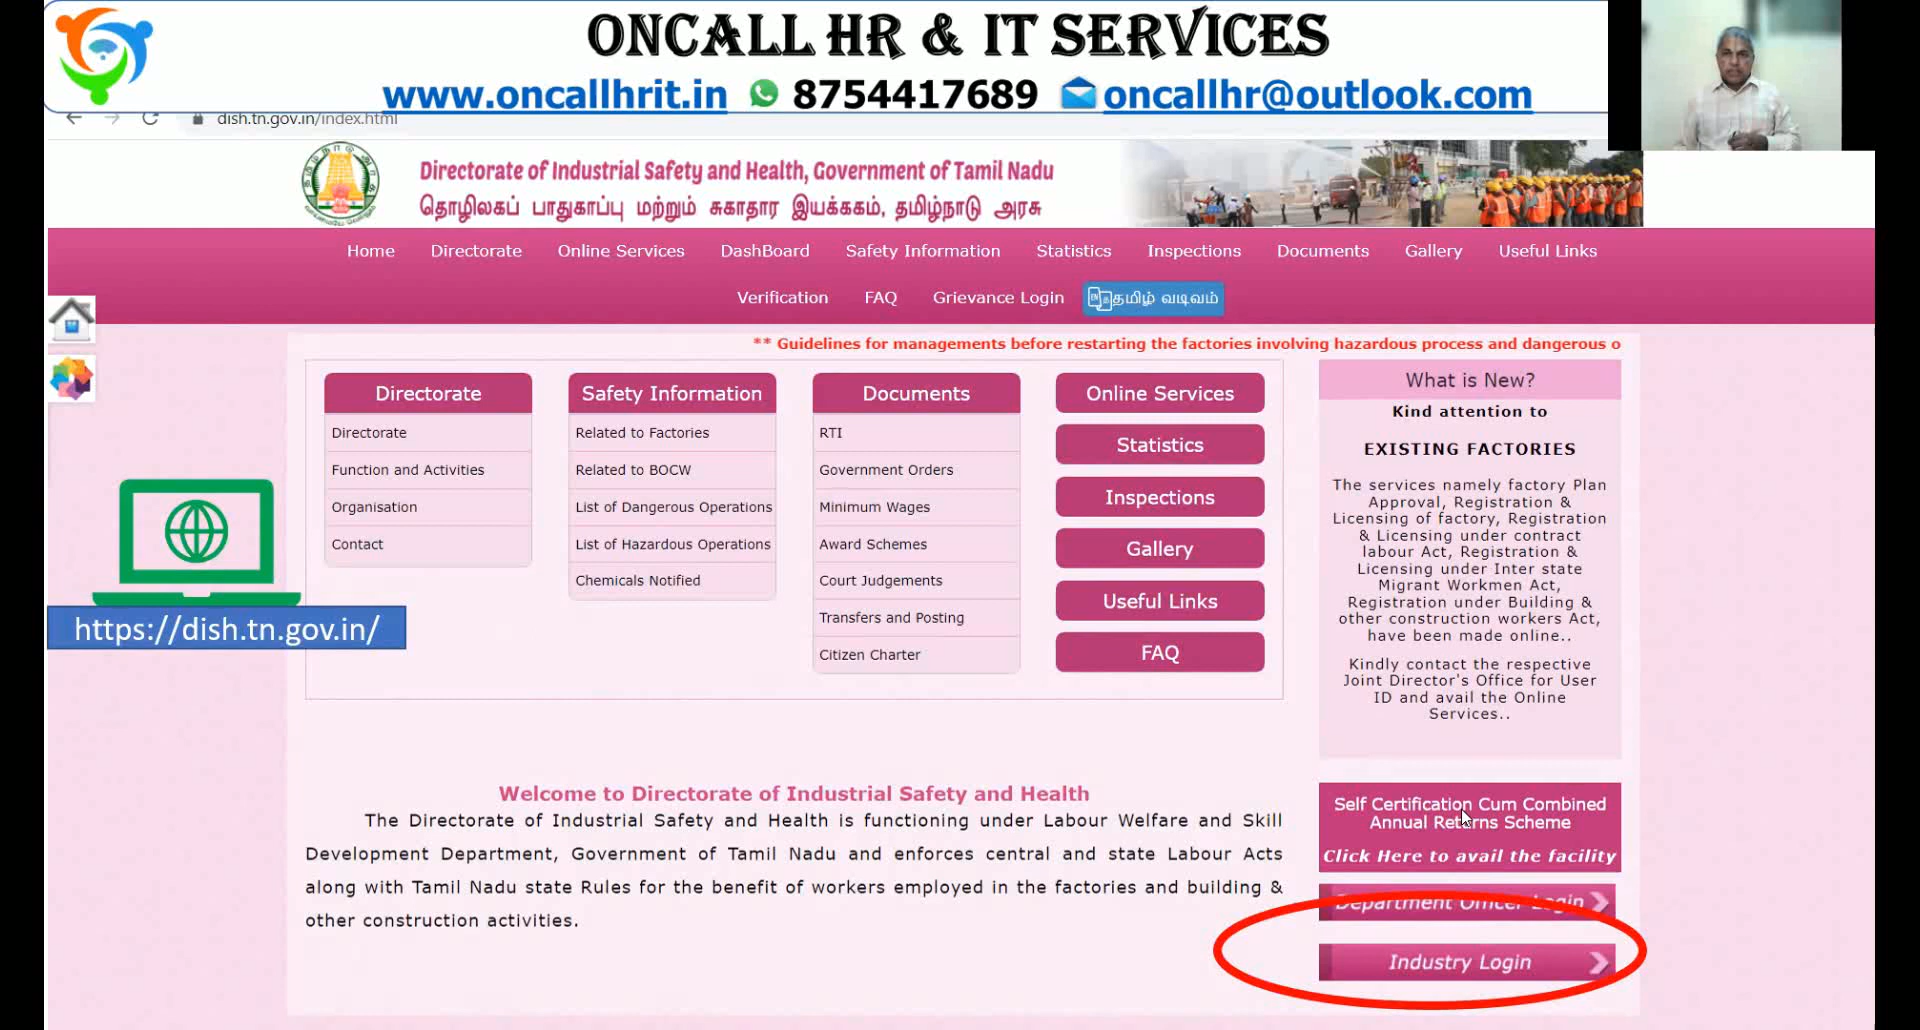 ONCALL HR & IT SERVICES
www.oncallhrit.in 8754417689 oncallhr@outlook.com
dish.tn.gov.in/index.html
Directorate of Industrial Safety and Health, Government of Tamil Nadu
தொழிலகப் பாதுகாப்பு மற்றும் சுகாதார இயக்ககம், தமிழ்நாடு அரசு
Home Directorate Online Services DashBoard Safety Information Statistics Inspections Documents Gallery Useful Links
Verification FAQ Grievance Login தமிழ் வடிவம்
** Guidelines for managements before restarting the factories involving hazardous process and dangerous o
Directorate
Directorate
Function and Activities
Organisation
Contact
Safety Information
Related to Factories
Related to BOCW
List of Dangerous Operations
List of Hazardous Operations
Chemicals Notified
Documents
RTI
Government Orders
Minimum Wages
Award Schemes
Court Judgements
Transfers and Posting
Citizen Charter
Online Services
Statistics
Inspections
Gallery
Useful Links
FAQ
What is New?
Kind attention to
EXISTING FACTORIES
The services namely factory Plan
Approval, Registration &
Licensing of factory, Registration
& Licensing under contract
labour Act, Registration &
Licensing under Inter state
Migrant Workmen Act,
Registration under Building &
other construction workers Act,
have been made online..
Kindly contact the respective
Joint Director's Office for User
ID and avail the Online
Services..
https://dish.tn.gov.in/
Welcome to Directorate of Industrial Safety and Health
The Directorate of Industrial Safety and Health is functioning under Labour Welfare and Skill
Development Department, Government of Tamil Nadu and enforces central and state Labour Acts
along with Tamil Nadu state Rules for the benefit of workers employed in the factories and building &
other construction activities.
Self Certification Cum Combined
Annual Returns Scheme
Click Here to avail the facility
Department Officer Login
Industry Login